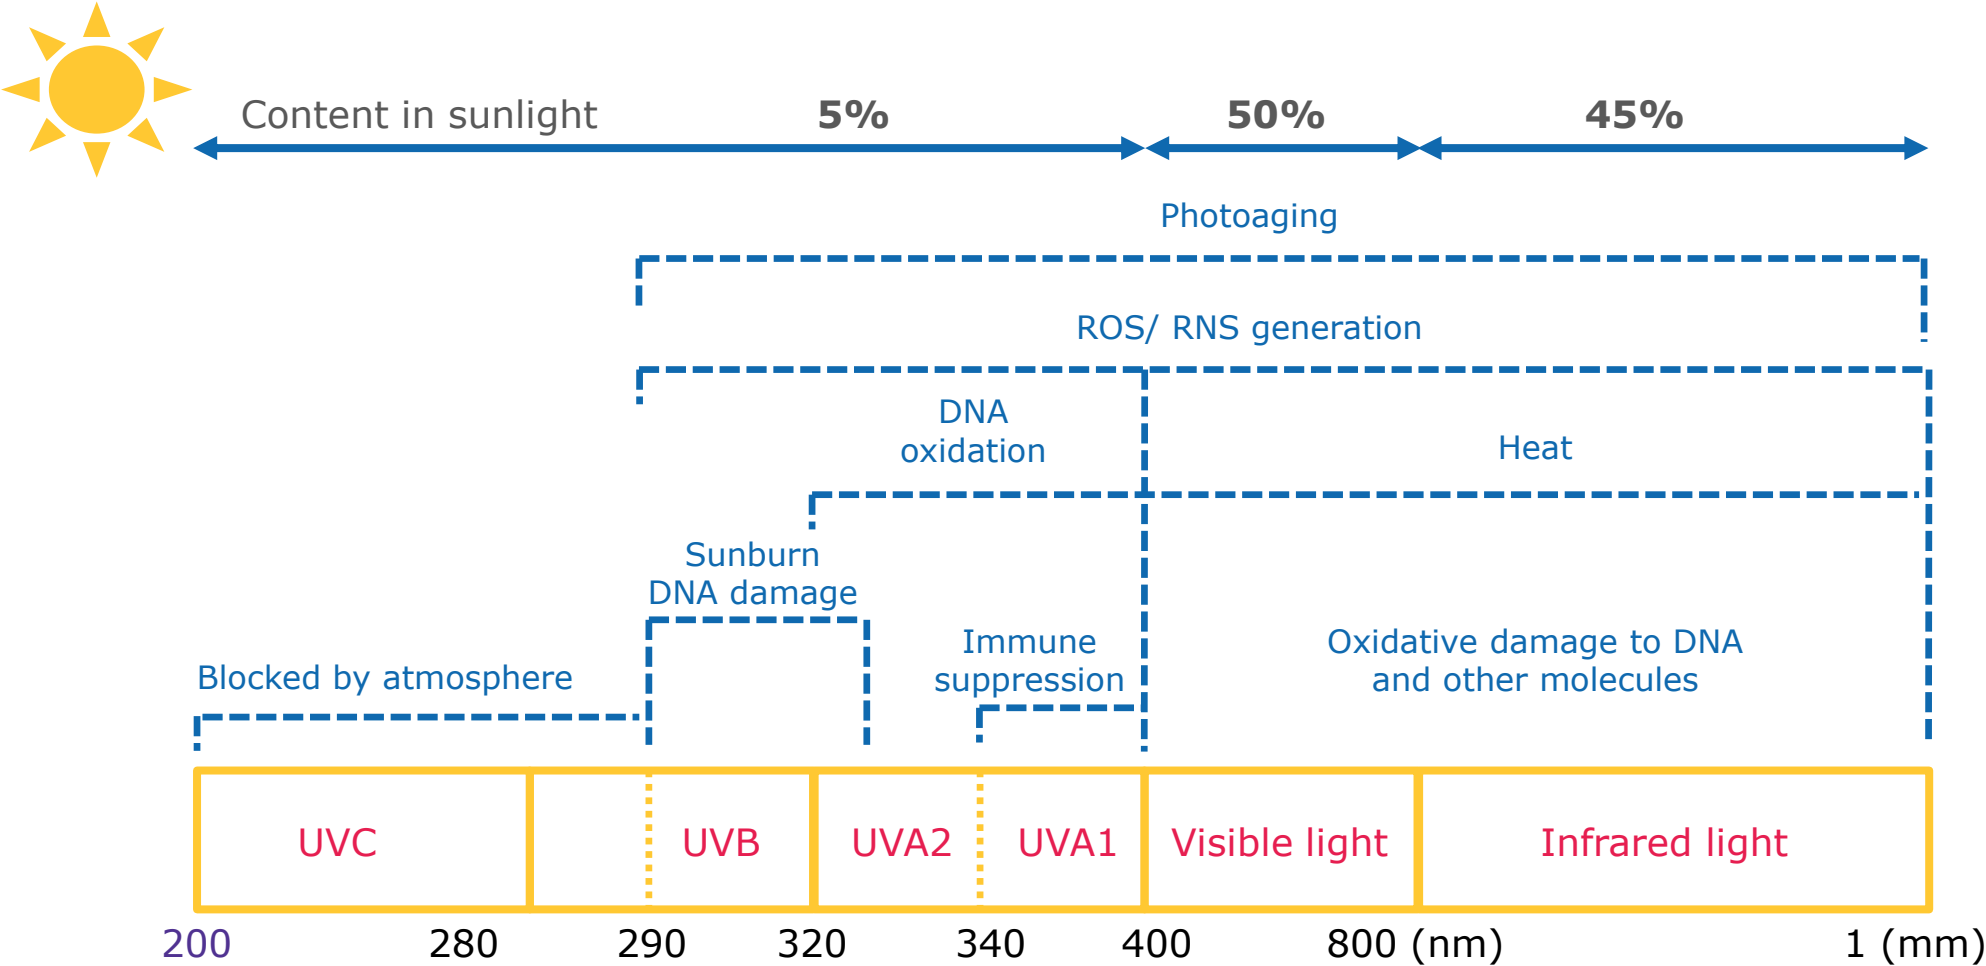 Content in sunlight 5% 50% 45%
Photoaging
ROS/ RNS generation
DNA
oxidation
Heat
Sunburn
DNA damage
Immune
suppression
Oxidative damage to DNA
and other molecules
Blocked by atmosphere
UVC UVB UVA2 UVA1 Visible light Infrared light
200 280 290 320 340 400 800 (nm) 1 (mm)